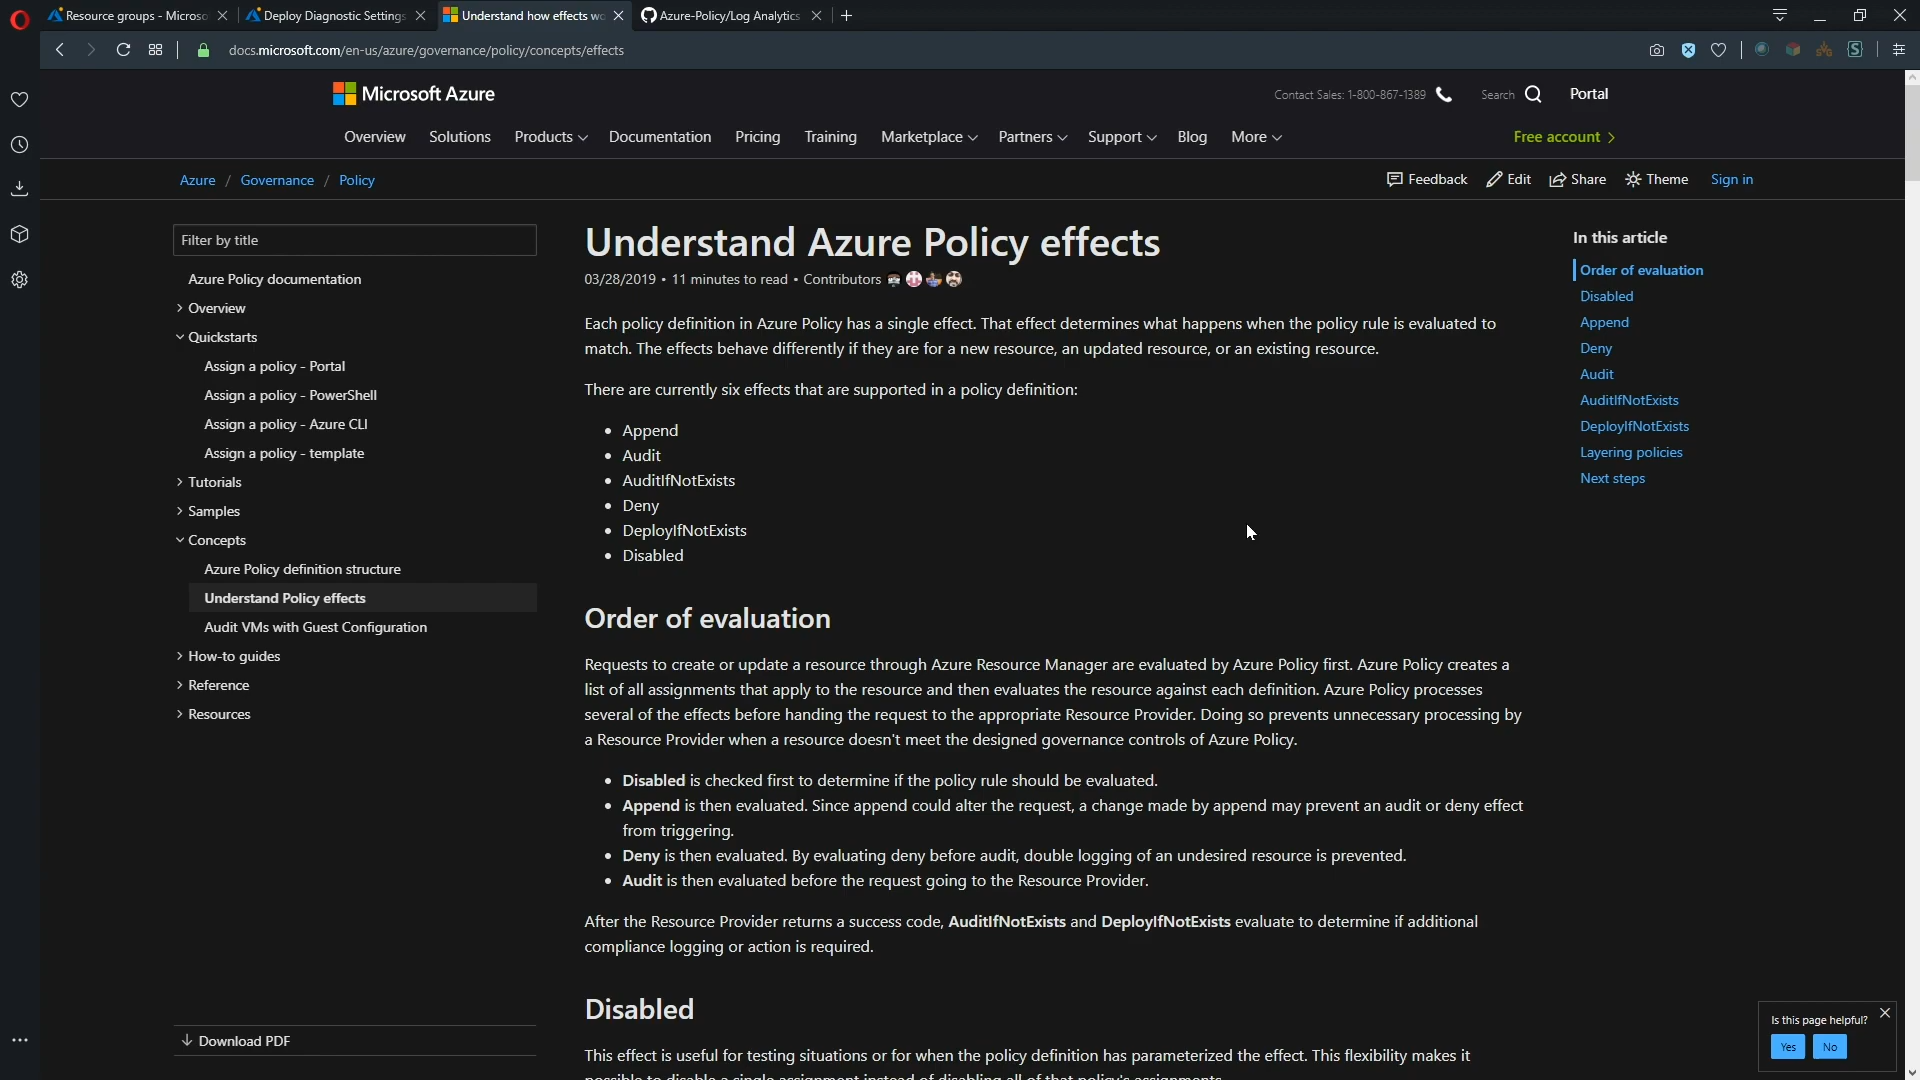 Resource groups - Microso
Deploy Diagnostic Settings
Understand how effects wo
Azure-Policy/Log Analytics
docs.microsoft.com/en-us/azure/governance/policy/concepts/effects
Microsoft Azure
Contact Sales: 1-800-867-1389
Search
Portal
Overview
Solutions
Products
Documentation
Pricing
Training
Marketplace
Partners
Support
Blog
More
Free account
Azure / Governance / Policy
Feedback
Edit
Share
Theme
Sign in
Filter by title
Azure Policy documentation
Overview
Quickstarts
Assign a policy - Portal
Assign a policy - PowerShell
Assign a policy - Azure CLI
Assign a policy - template
Tutorials
Samples
Concepts
Azure Policy definition structure
Understand Policy effects
Audit VMs with Guest Configuration
How-to guides
Reference
Resources
Download PDF
Understand Azure Policy effects
03/28/2019 • 11 minutes to read • Contributors
Each policy definition in Azure Policy has a single effect. That effect determines what happens when the policy rule is evaluated to
match. The effects behave differently if they are for a new resource, an updated resource, or an existing resource.
There are currently six effects that are supported in a policy definition:
• Append
• Audit
• AuditIfNotExists
• Deny
• DeployIfNotExists
• Disabled
Order of evaluation
Requests to create or update a resource through Azure Resource Manager are evaluated by Azure Policy first. Azure Policy creates a
list of all assignments that apply to the resource and then evaluates the resource against each definition. Azure Policy processes
several of the effects before handing the request to the appropriate Resource Provider. Doing so prevents unnecessary processing by
a Resource Provider when a resource doesn't meet the designed governance controls of Azure Policy.
• Disabled is checked first to determine if the policy rule should be evaluated.
• Append is then evaluated. Since append could alter the request, a change made by append may prevent an audit or deny effect
from triggering.
• Deny is then evaluated. By evaluating deny before audit, double logging of an undesired resource is prevented.
• Audit is then evaluated before the request going to the Resource Provider.
After the Resource Provider returns a success code, AuditIfNotExists and DeployIfNotExists evaluate to determine if additional
compliance logging or action is required.
Disabled
This effect is useful for testing situations or for when the policy definition has parameterized the effect. This flexibility makes it
possible to disable a single assignment instead of disabling all of that policy's assignments.
In this article
Order of evaluation
Disabled
Append
Deny
Audit
AuditIfNotExists
DeployIfNotExists
Layering policies
Next steps
Is this page helpful?
Yes
No